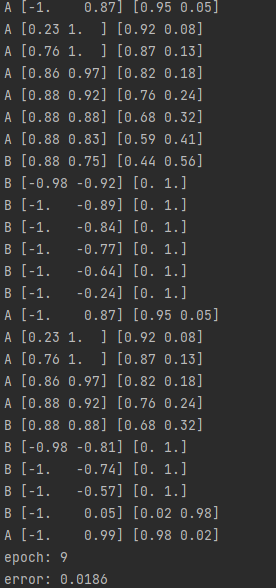 A [-1.    0.87] [0.95 0.05]
A [0.23 1.  ] [0.92 0.08]
A [0.76 1.  ] [0.87 0.13]
A [0.86 0.97] [0.82 0.18]
A [0.88 0.92] [0.76 0.24]
A [0.88 0.88] [0.68 0.32]
A [0.88 0.83] [0.59 0.41]
B [0.88 0.75] [0.44 0.56]
B [-0.98 -0.92] [0. 1.]
B [-1.   -0.89] [0. 1.]
B [-1.   -0.84] [0. 1.]
B [-1.   -0.77] [0. 1.]
B [-1.   -0.64] [0. 1.]
B [-1.   -0.24] [0. 1.]
A [-1.    0.87] [0.95 0.05]
A [0.23 1.  ] [0.92 0.08]
A [0.76 1.  ] [0.87 0.13]
A [0.86 0.97] [0.82 0.18]
A [0.88 0.92] [0.76 0.24]
B [0.88 0.88] [0.68 0.32]
B [-0.98 -0.81] [0. 1.]
B [-1.   -0.74] [0. 1.]
B [-1.   -0.57] [0. 1.]
B [-1.    0.05] [0.02 0.98]
A [-1.    0.99] [0.98 0.02]
epoch: 9
error: 0.0186